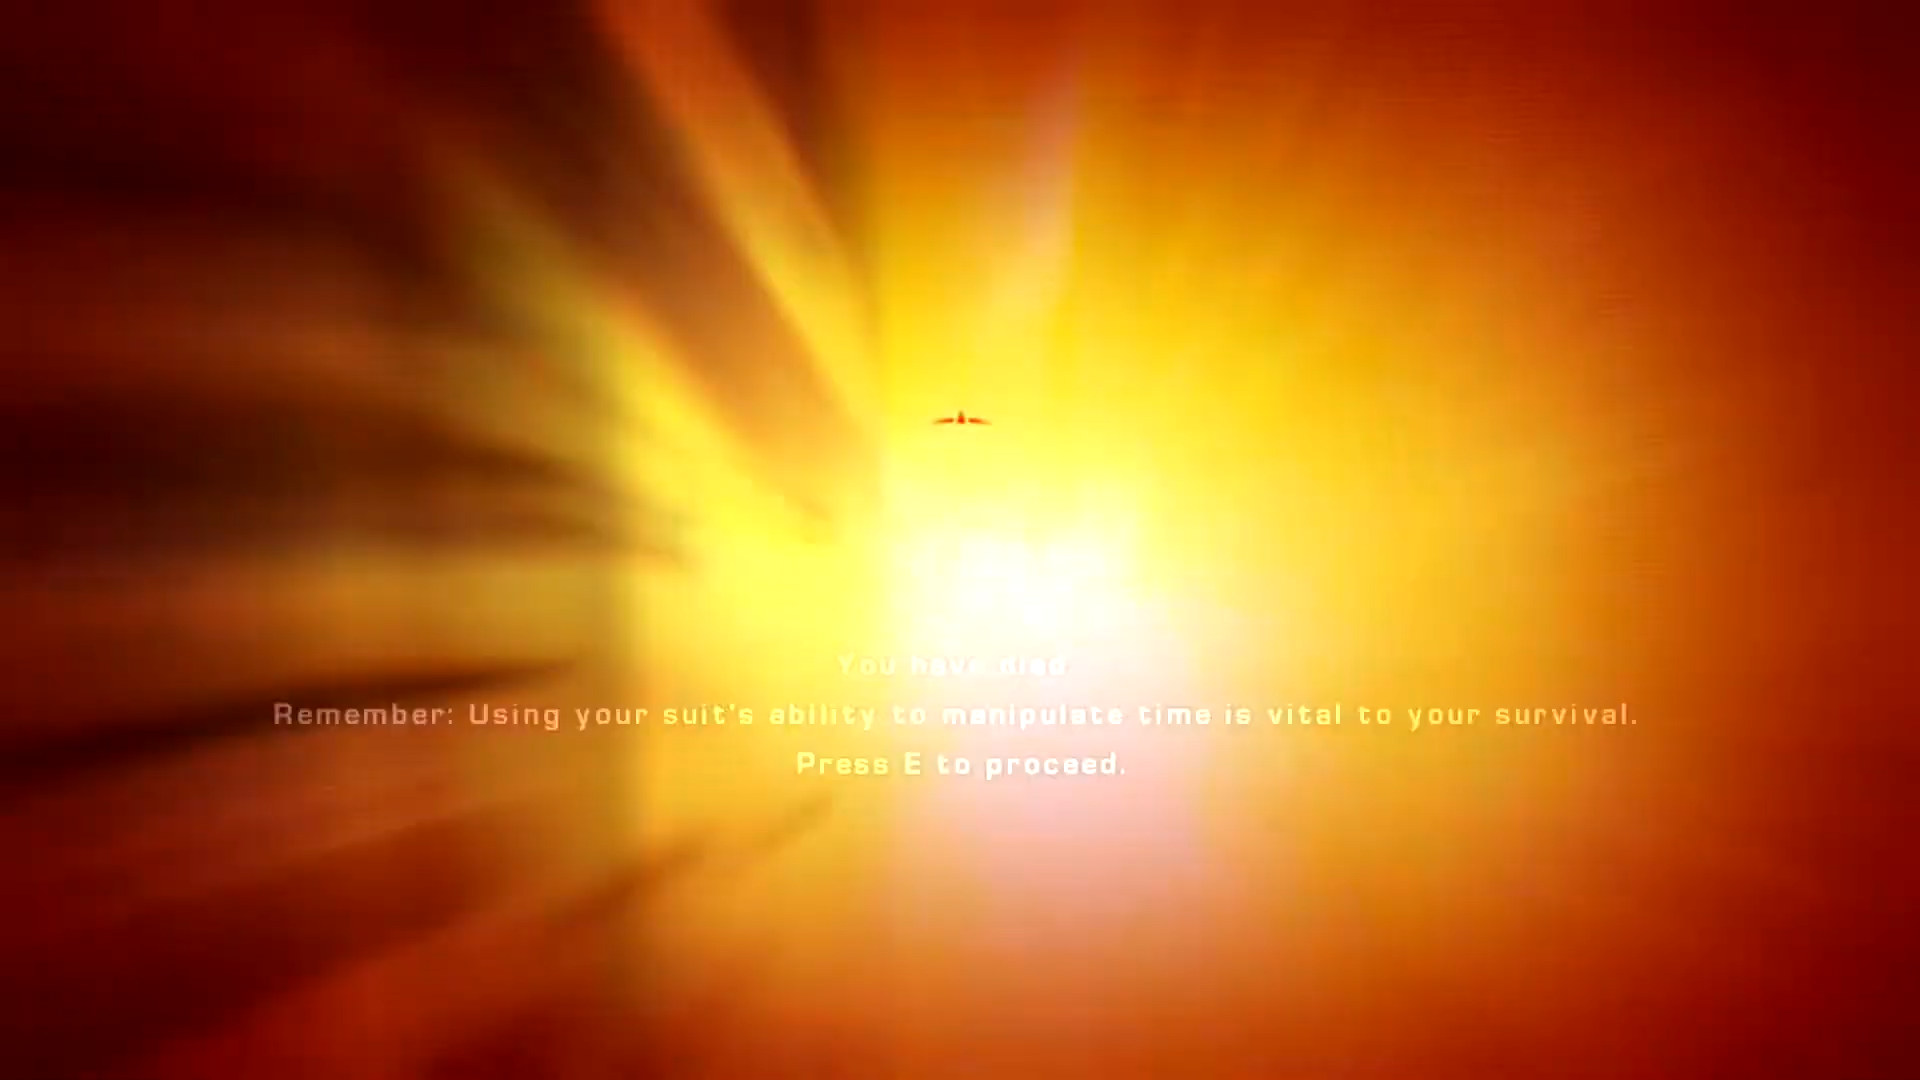 You have died.
Remember: Using your suit's ability to manipulate time is vital to your survival.
Press E to proceed.